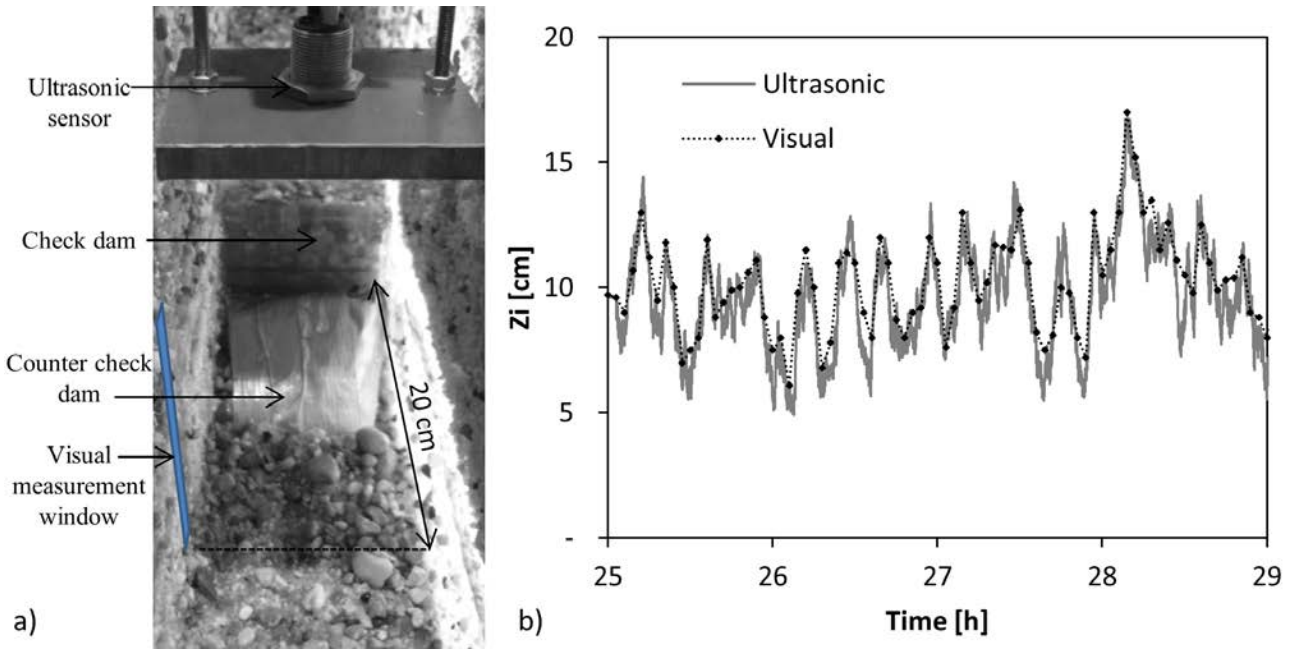 Ultrasonic
sensor
Check dam
Counter check
dam
Visual
measurement
window
20 cm
a)
20
15
10
5
-
Zi [cm]
Ultrasonic
Visual
25 26 27 28 29
Time [h]
b)